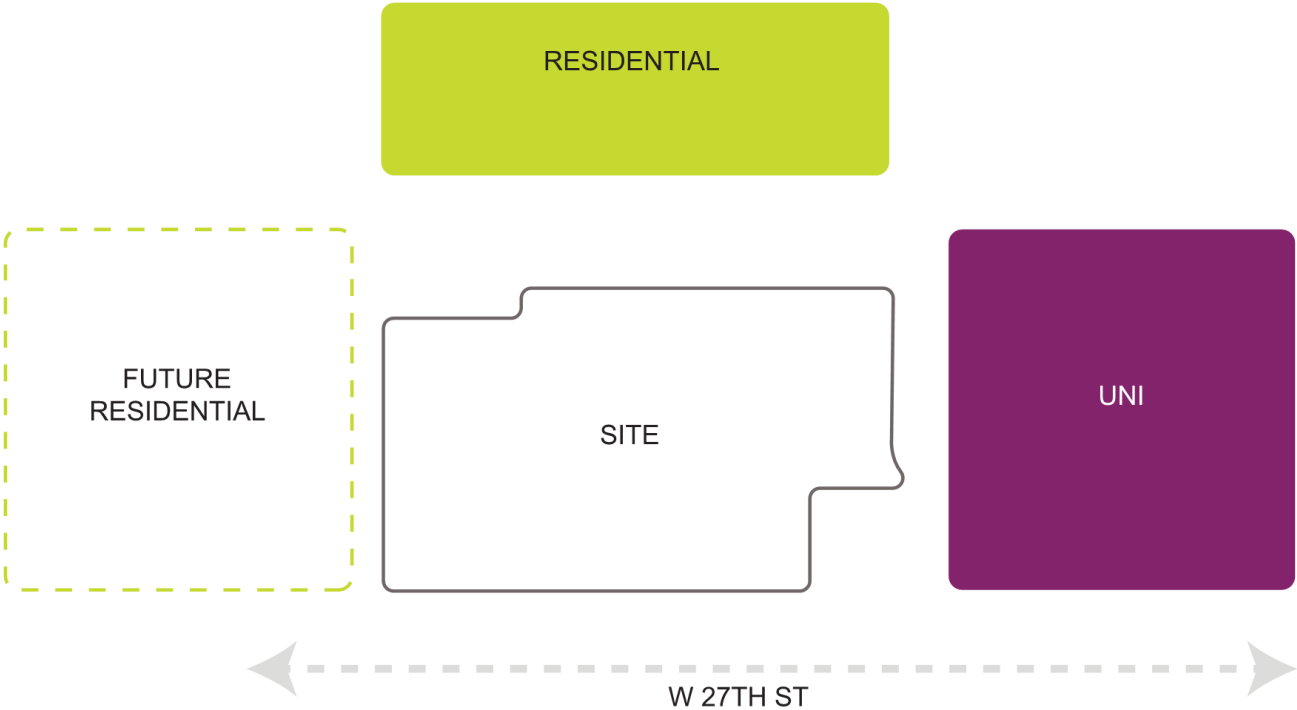 RESIDENTIAL
FUTURE
RESIDENTIAL
SITE
UNI
W 27TH ST